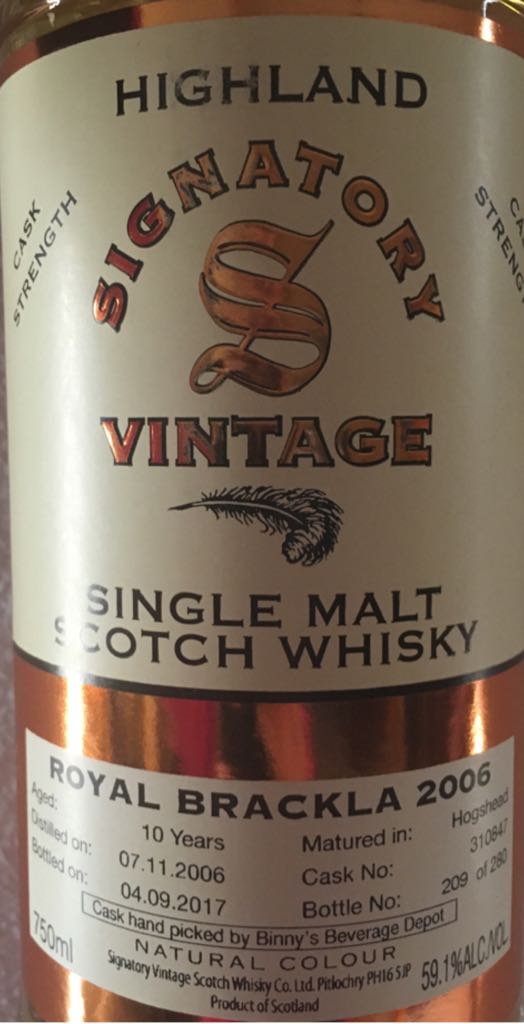 HIGHLAND
CASK STRENGTH
SIGNATORY
S
CA
STRENG
VINTAGE
SINGLE MALT
SCOTCH WHISKY
ROYAL BRACKLA 2006
Aged: 10 Years Matured in: Hogshead
Distilled on: 07.11.2006 Cask No: 310847
Bottled on: 04.09.2017 Bottle No: 209 of 280
Cask hand picked by Binny's Beverage Depot
750ml NATURAL COLOUR 59.1%ALC./VOL
Signatory Vintage Scotch Whisky Co. Ltd. Pitlochry PH16 5JP
Product of Scotland